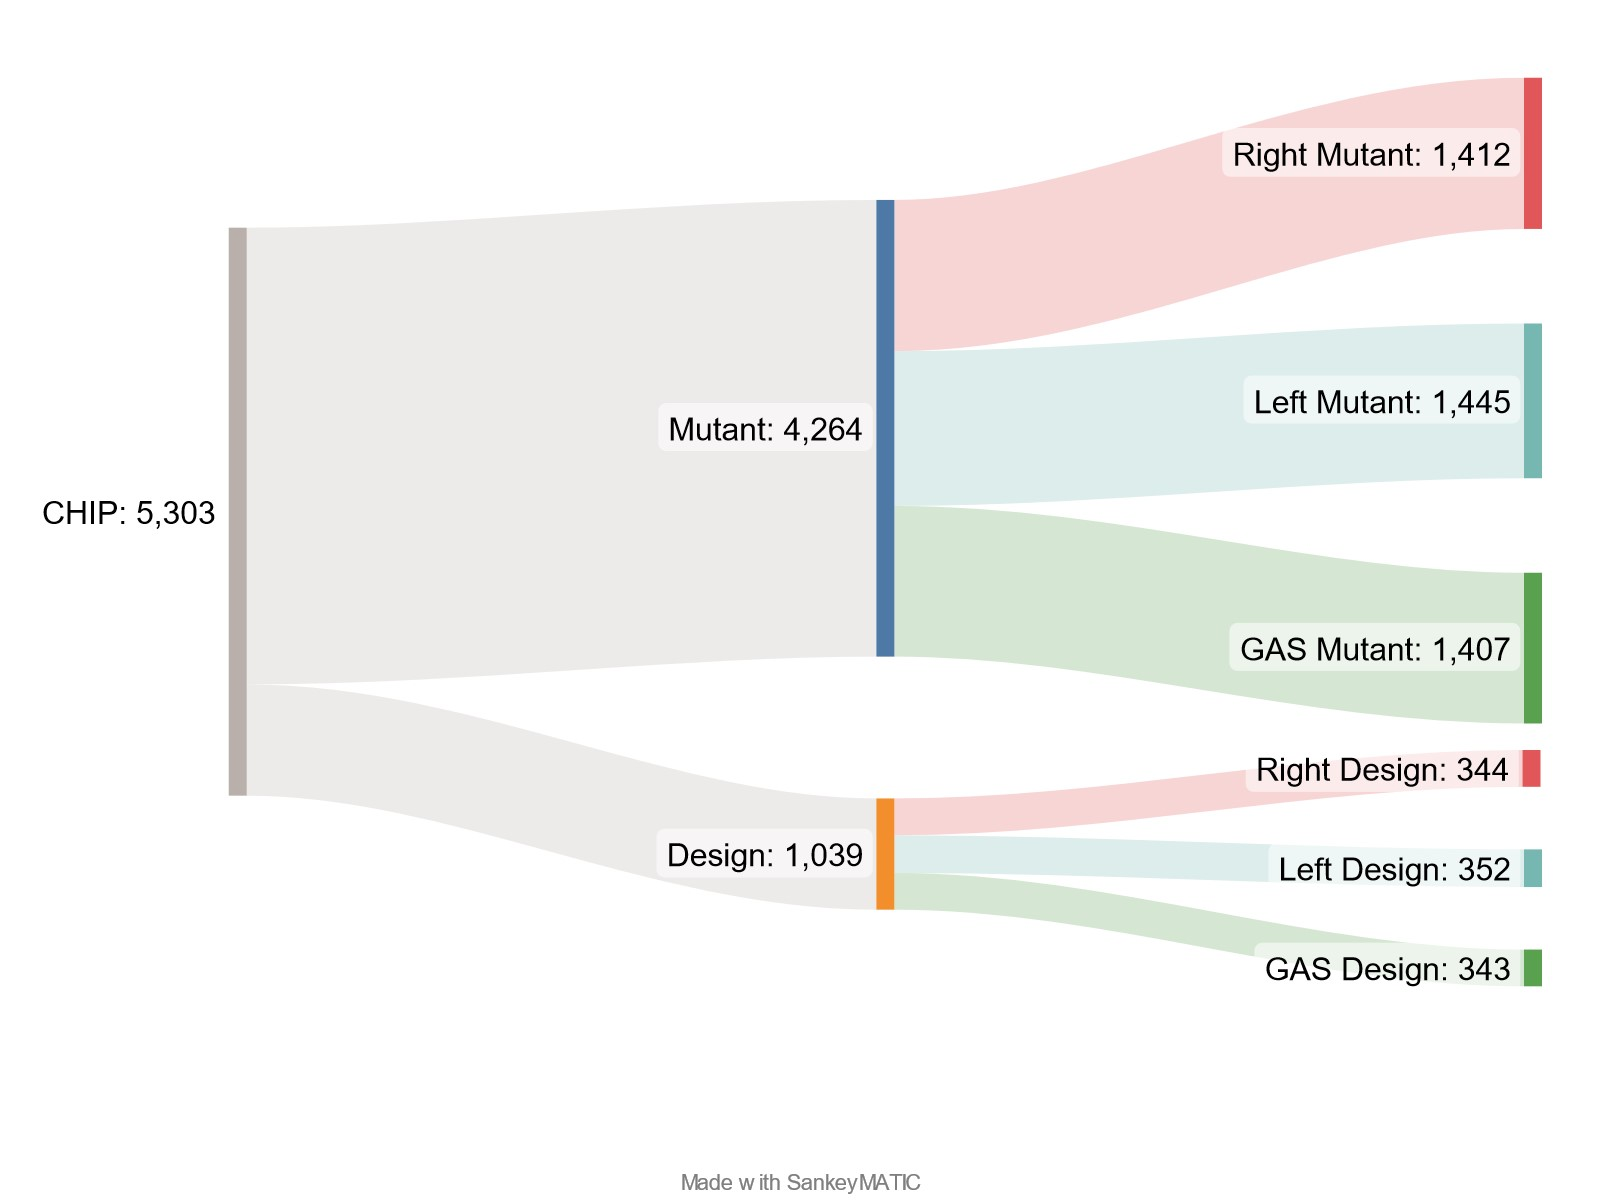 Right Mutant: 1,412
Left Mutant: 1,445
Mutant: 4,264
CHIP: 5,303
GAS Mutant: 1,407
Right Design: 344
Design: 1,039
Left Design: 352
GAS Design: 343
Made with SankeyMATIC